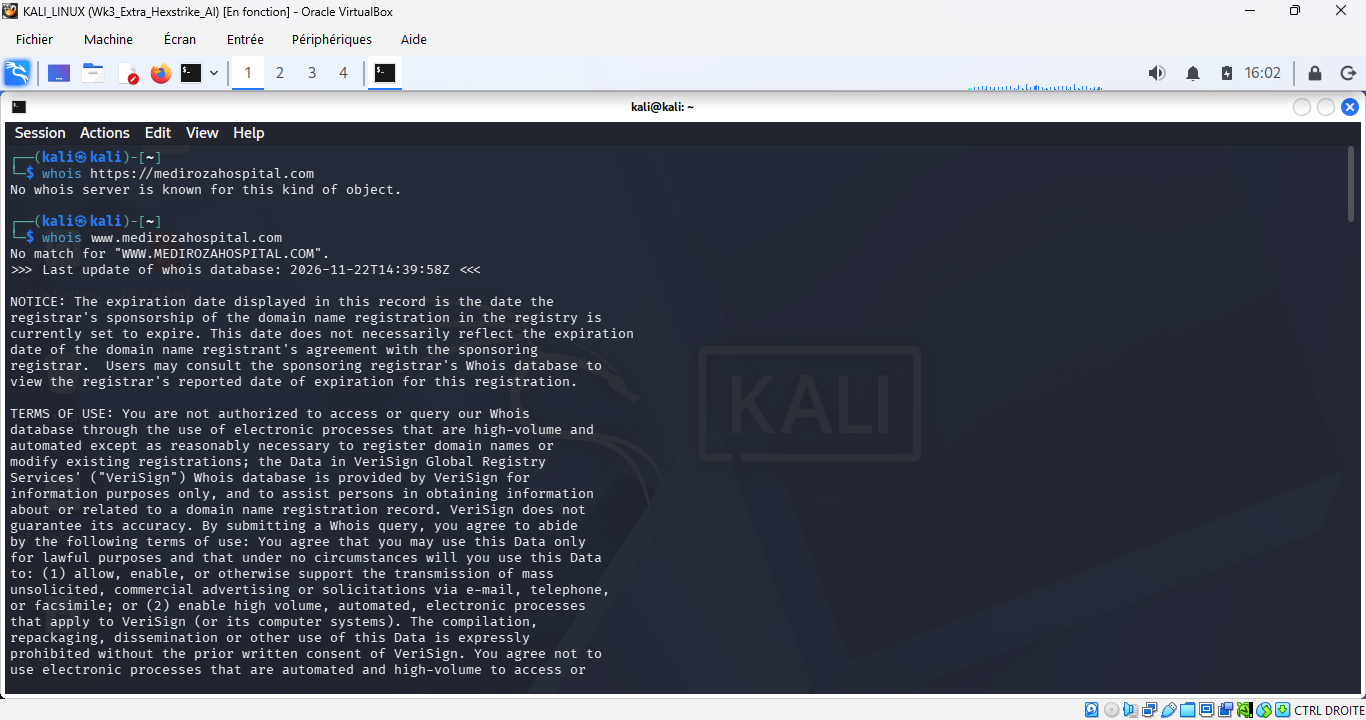 KALI_LINUX (Wk3_Extra_Hexstrike_AI) [En fonction] - Oracle VirtualBox
Fichier Machine Écran Entrée Périphériques Aide
1 2 3 4 16:02
kali@kali: ~
Session Actions Edit View Help
┌──(kali㉿kali)-[~]
└─$ whois https://medirozahospital.com
No whois server is known for this kind of object.
┌──(kali㉿kali)-[~]
└─$ whois www.medirozahospital.com
No match for "WWW.MEDIROZAHOSPITAL.COM".
>>> Last update of whois database: 2026-11-22T14:39:58Z <<<
NOTICE: The expiration date displayed in this record is the date the
registrar's sponsorship of the domain name registration in the registry is
currently set to expire. This date does not necessarily reflect the expiration
date of the domain name registrant's agreement with the sponsoring
registrar.  Users may consult the sponsoring registrar's Whois database to
view the registrar's reported date of expiration for this registration.
TERMS OF USE: You are not authorized to access or query our Whois
database through the use of electronic processes that are high-volume and
automated except as reasonably necessary to register domain names or
modify existing registrations; the Data in VeriSign Global Registry
Services' ("VeriSign") Whois database is provided by VeriSign for
information purposes only, and to assist persons in obtaining information
about or related to a domain name registration record. VeriSign does not
guarantee its accuracy. By submitting a Whois query, you agree to abide
by the following terms of use: You agree that you may use this Data only
for lawful purposes and that under no circumstances will you use this Data
to: (1) allow, enable, or otherwise support the transmission of mass
unsolicited, commercial advertising or solicitations via e-mail, telephone,
or facsimile; or (2) enable high volume, automated, electronic processes
that apply to VeriSign (or its computer systems). The compilation,
repackaging, dissemination or other use of this Data is expressly
prohibited without the prior written consent of VeriSign. You agree not to
use electronic processes that are automated and high-volume to access or
KALI
CTRL DROITE